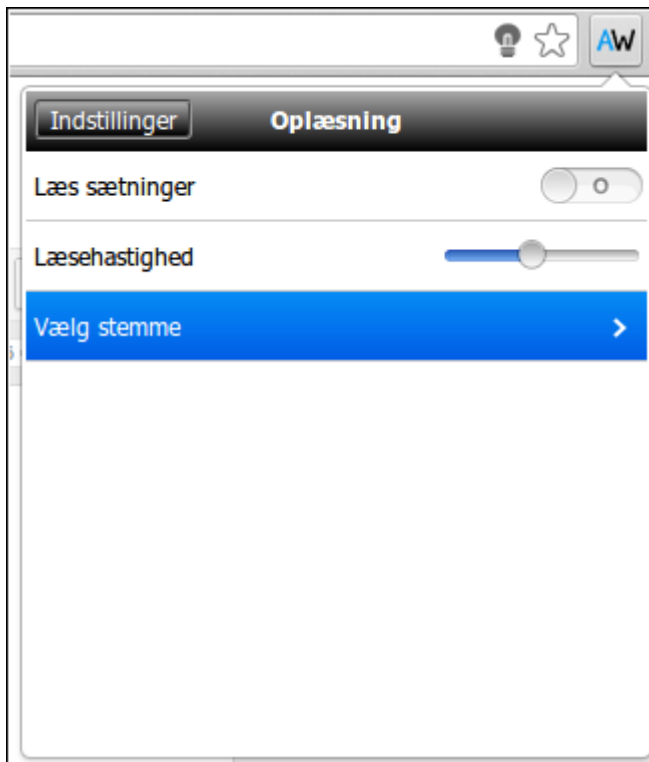 AW
Indstillinger
Oplæsning
Læs sætninger
Læsehastighed
Vælg stemme